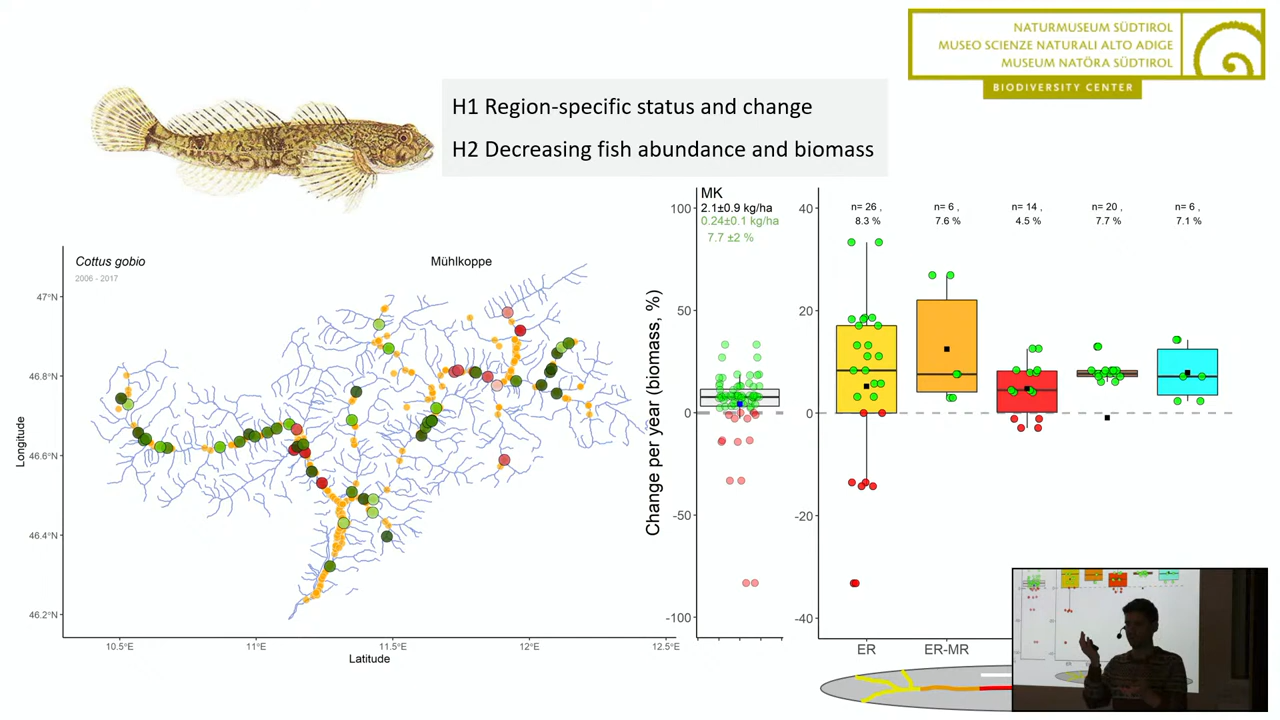 NATURMUSEUM SÜDTIROL
MUSEO SCIENZE NATURALI ALTO ADIGE
MUSEUM NATÖRA SÜDTIROL
BIODIVERSITY CENTER
H1 Region-specific status and change
H2 Decreasing fish abundance and biomass
Cottus gobio
2006 - 2017
Mühlkoppe
47°N
46.8°N
46.6°N
46.4°N
46.2°N
Longitude
10.5°E
11°E
11.5°E
12°E
12.5°E
Latitude
MK
2.1±0.9 kg/ha
0.24±0.1 kg/ha
7.7 ±2 %
Change per year (biomass, %)
100
50
0
-50
-100
40
20
0
-20
-40
n= 26 ,
8.3 %
n= 6 ,
7.6 %
n= 14 ,
4.5 %
n= 20 ,
7.7 %
n= 6 ,
7.1 %
ER
ER-MR